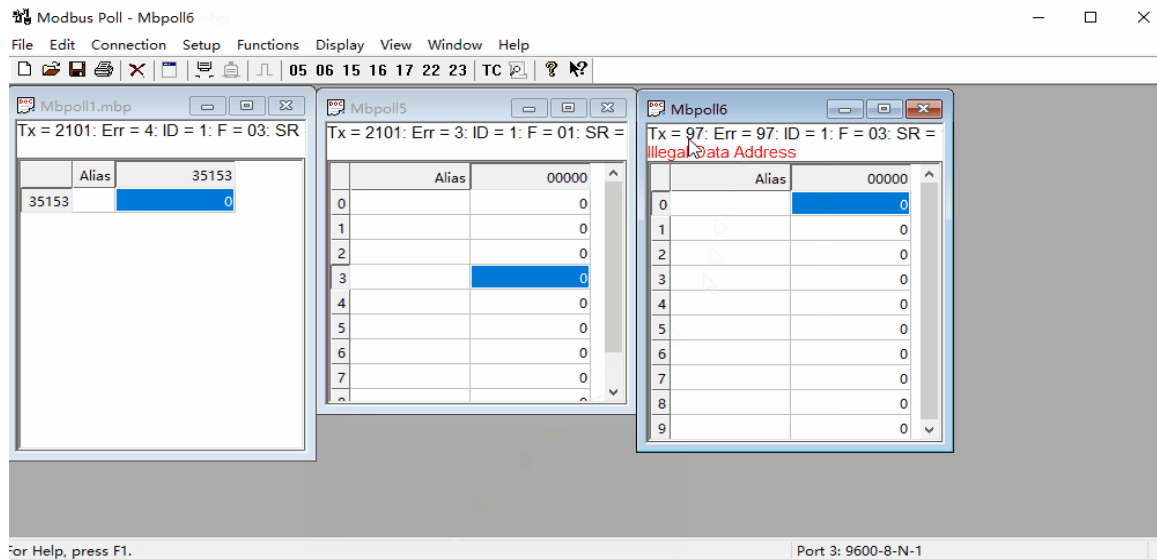 Modbus Poll - Mbpoll6
File Edit Connection Setup Functions Display View Window Help
05 06 15 16 17 22 23 TC
Mbpoll1.mbp
Tx = 2101: Err = 4: ID = 1: F = 03: SR
Alias 35153
35153 0
Mbpoll5
Tx = 2101: Err = 3: ID = 1: F = 01: SR =
Alias 00000
0 0
1 0
2 0
3 0
4 0
5 0
6 0
7 0
Mbpoll6
Tx = 97: Err = 97: ID = 1: F = 03: SR =
Illegal Data Address
Alias 00000
0 0
1 0
2 0
3 0
4 0
5 0
6 0
7 0
8 0
9 0
For Help, press F1.
Port 3: 9600-8-N-1